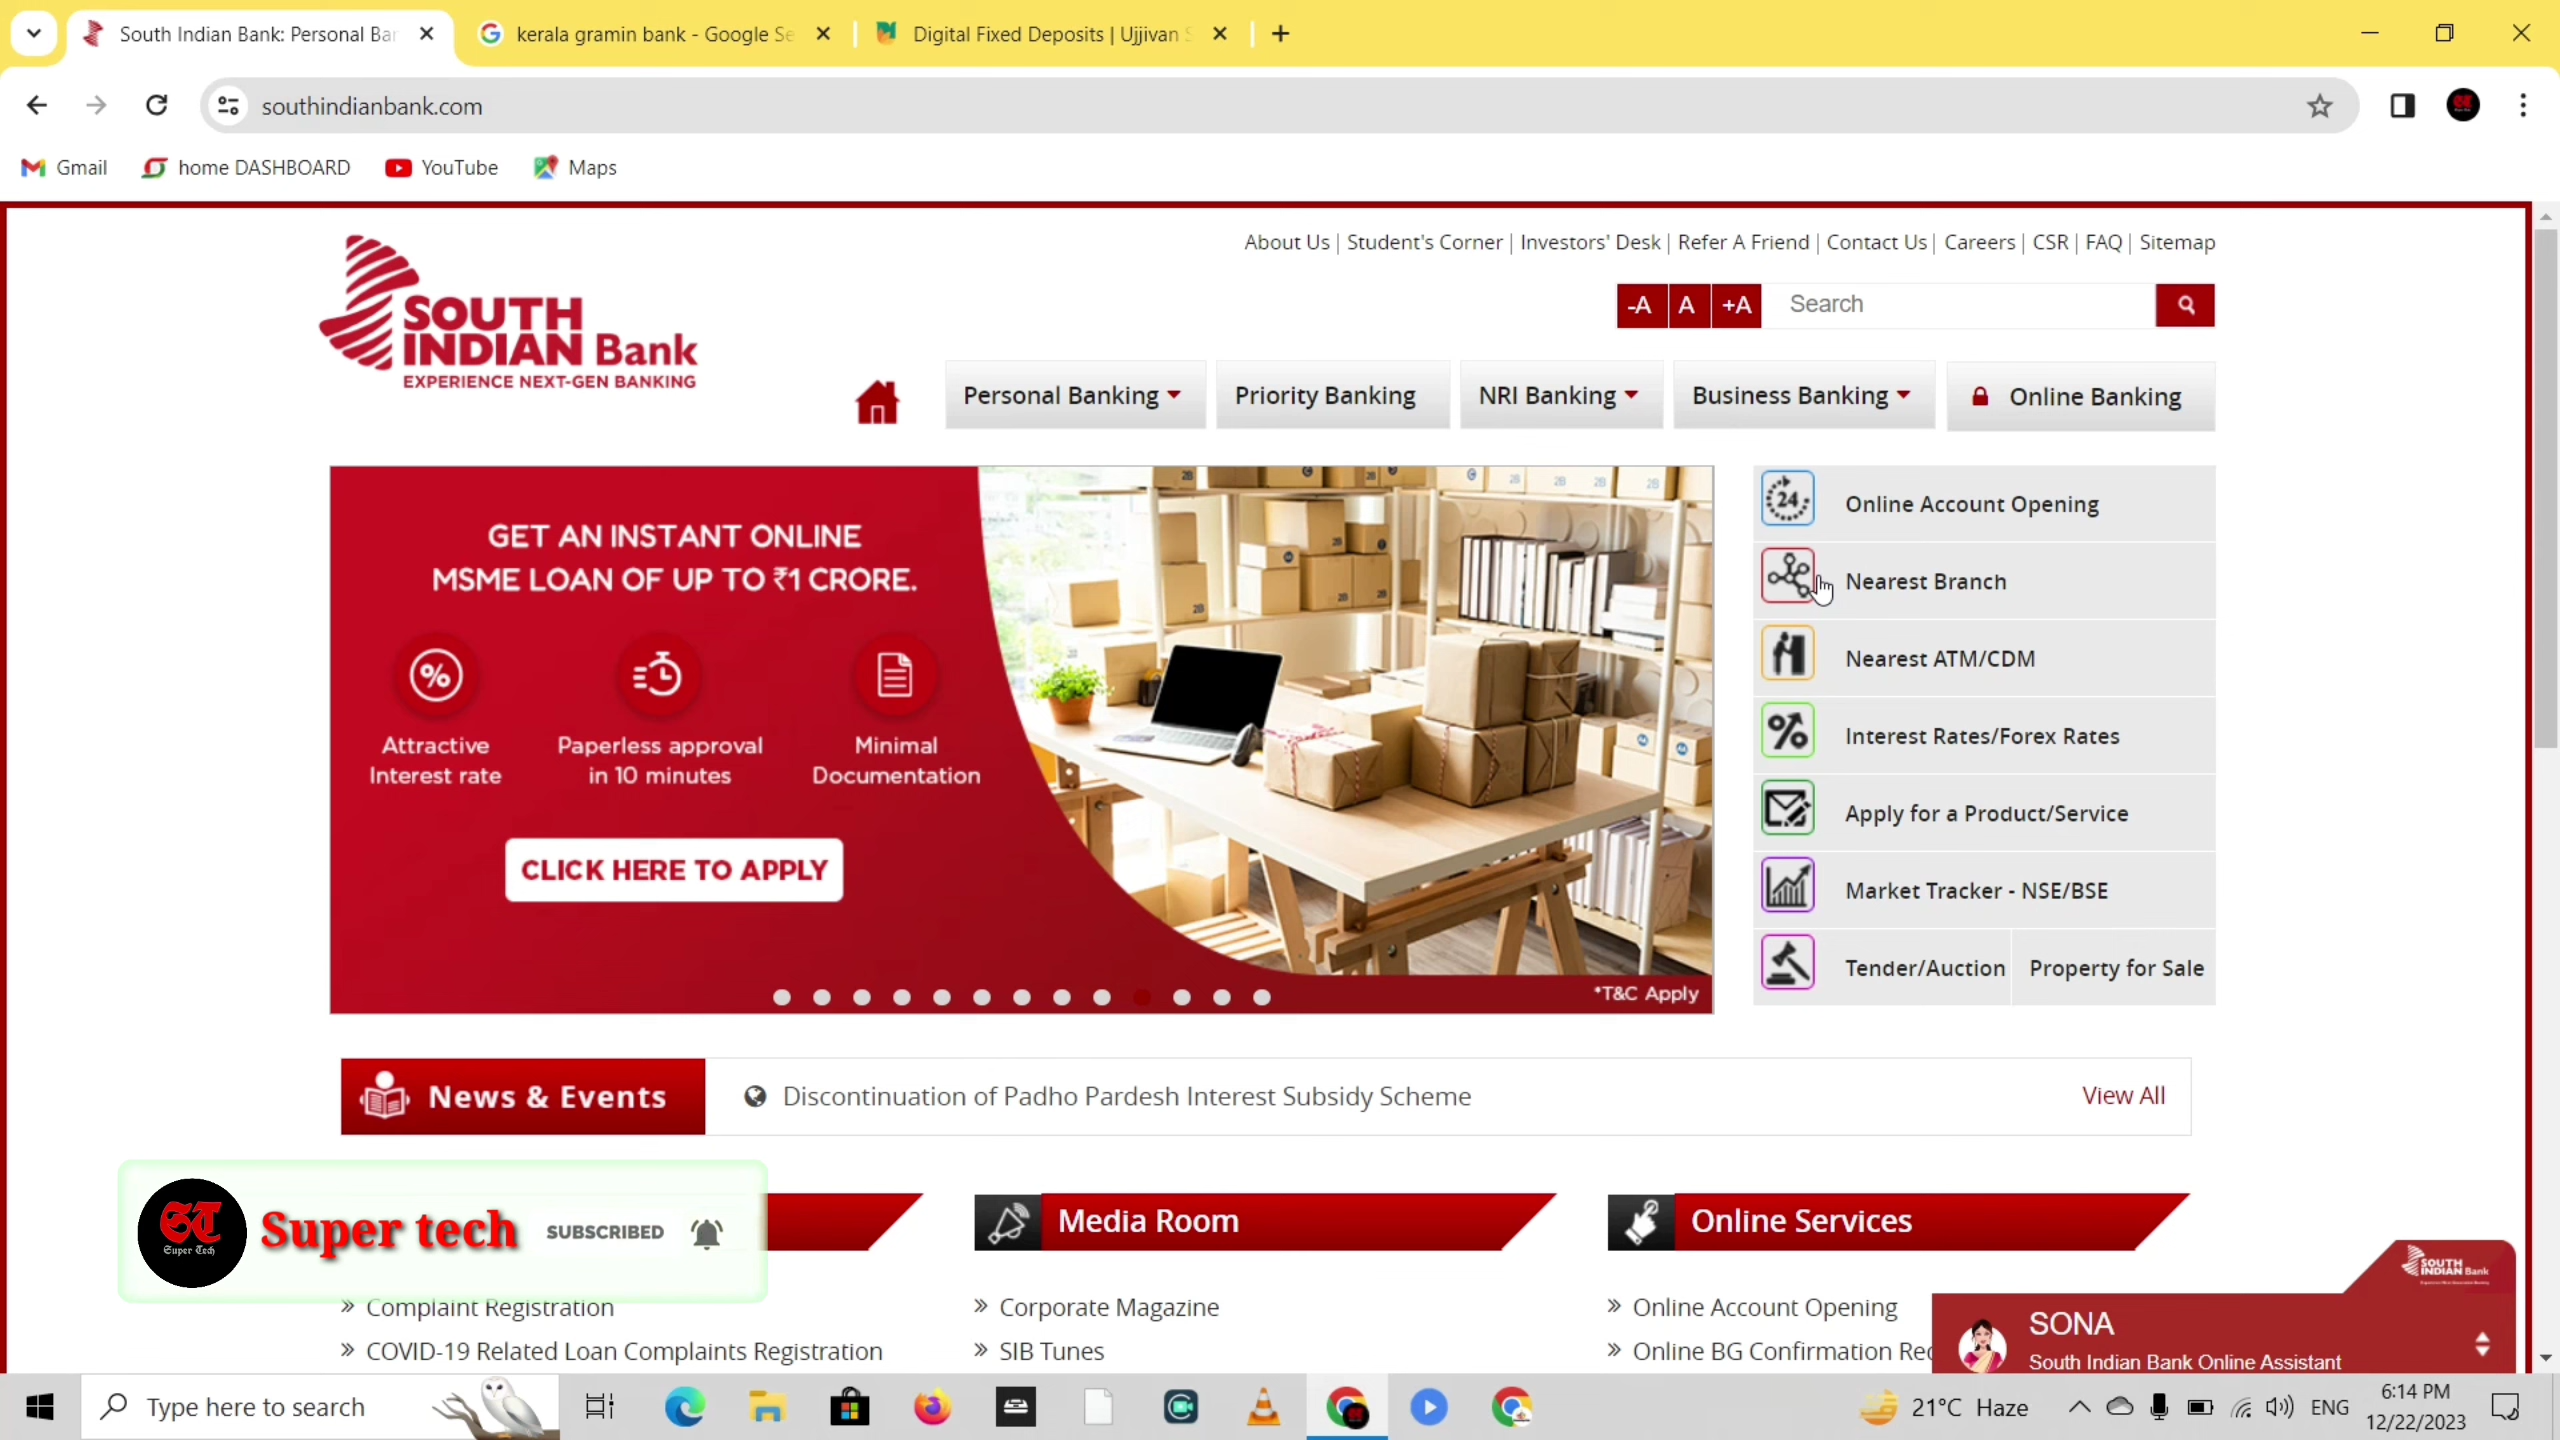 South Indian Bank: Personal Ba
kerala gramin bank - Google Se
Digital Fixed Deposits | Ujjivan S
southindianbank.com
Gmail
home DASHBOARD
YouTube
Maps
About Us | Student's Corner | Investors' Desk | Refer A Friend | Contact Us | Careers | CSR | FAQ | Sitemap
SOUTH
INDIAN Bank
EXPERIENCE NEXT-GEN BANKING
-A A +A Search
Personal Banking Priority Banking NRI Banking Business Banking Online Banking
GET AN INSTANT ONLINE
MSME LOAN OF UP TO ₹1 CRORE.
Attractive
Interest rate
Paperless approval
in 10 minutes
Minimal
Documentation
CLICK HERE TO APPLY
*T&C Apply
24
Online Account Opening
Nearest Branch
Nearest ATM/CDM
Interest Rates/Forex Rates
Apply for a Product/Service
Market Tracker - NSE/BSE
Tender/Auction Property for Sale
News & Events
Discontinuation of Padho Pardesh Interest Subsidy Scheme
View All
ST
Super Tech
Super tech SUBSCRIBED
Complaint Registration
COVID-19 Related Loan Complaints Registration
Media Room
Corporate Magazine
SIB Tunes
Online Services
Online Account Opening
Online BG Confirmation Rec
SOUTH
INDIAN Bank
SONA
South Indian Bank Online Assistant
Type here to search
21°C Haze
ENG
6:14 PM
12/22/2023